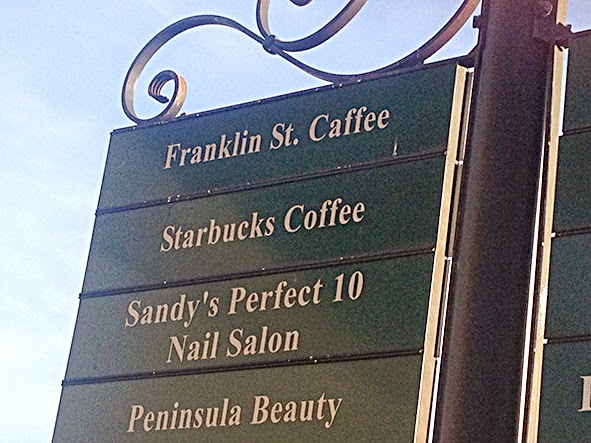 Franklin St. Caffee
Starbucks Coffee
Sandy's Perfect 10
Nail Salon
Peninsula Beauty